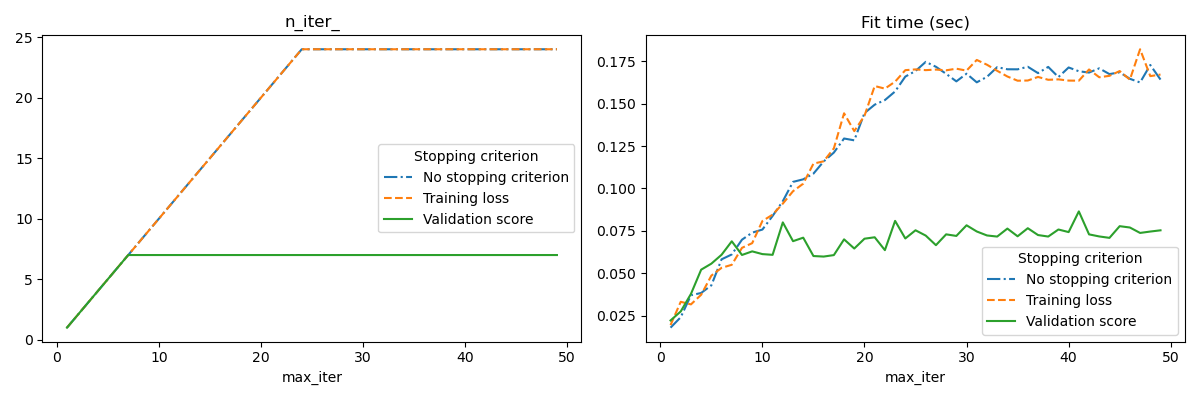 n_iter_
25
20
15
10
5
0
0 10 20 30 40 50
max_iter
Stopping criterion
No stopping criterion
Training loss
Validation score
Fit time (sec)
0.175
0.150
0.125
0.100
0.075
0.050
0.025
0 10 20 30 40 50
max_iter
Stopping criterion
No stopping criterion
Training loss
Validation score